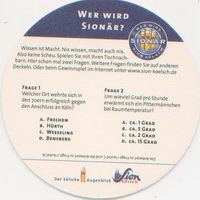 WER WIRD
SIONÄR?
SIONÄR
Wissen ist Macht. Nix wissen, macht auch nix.
Also keine Scheu. Spielen Sie mit Ihren Tischnach-
barn. Hier schon mal zwei Fragen. Weitere Fragen finden Sie auf anderen
Deckeln. Oder beim Gewinnspiel im Internet unter www.sion-koelsch.de!
FRAGE 1
Welcher Ort wehrte sich in
den 70ern erfolgreich gegen
den Anschluss an Köln?
A. FRECHEN
B. HÜRTH
C. WESSELING
D. BENSBERG
FRAGE 2
Um wieviel Grad pro Stunde
erwärmt sich ein Pittermännchen
bei Raumtemperatur?
A. CA. 1 GRAD
B. CA. 3 GRAD
C. CA. 2 GRAD
D. CA. 15 GRAD
Der kölsche Augenblick
Sion
KÖLSCH